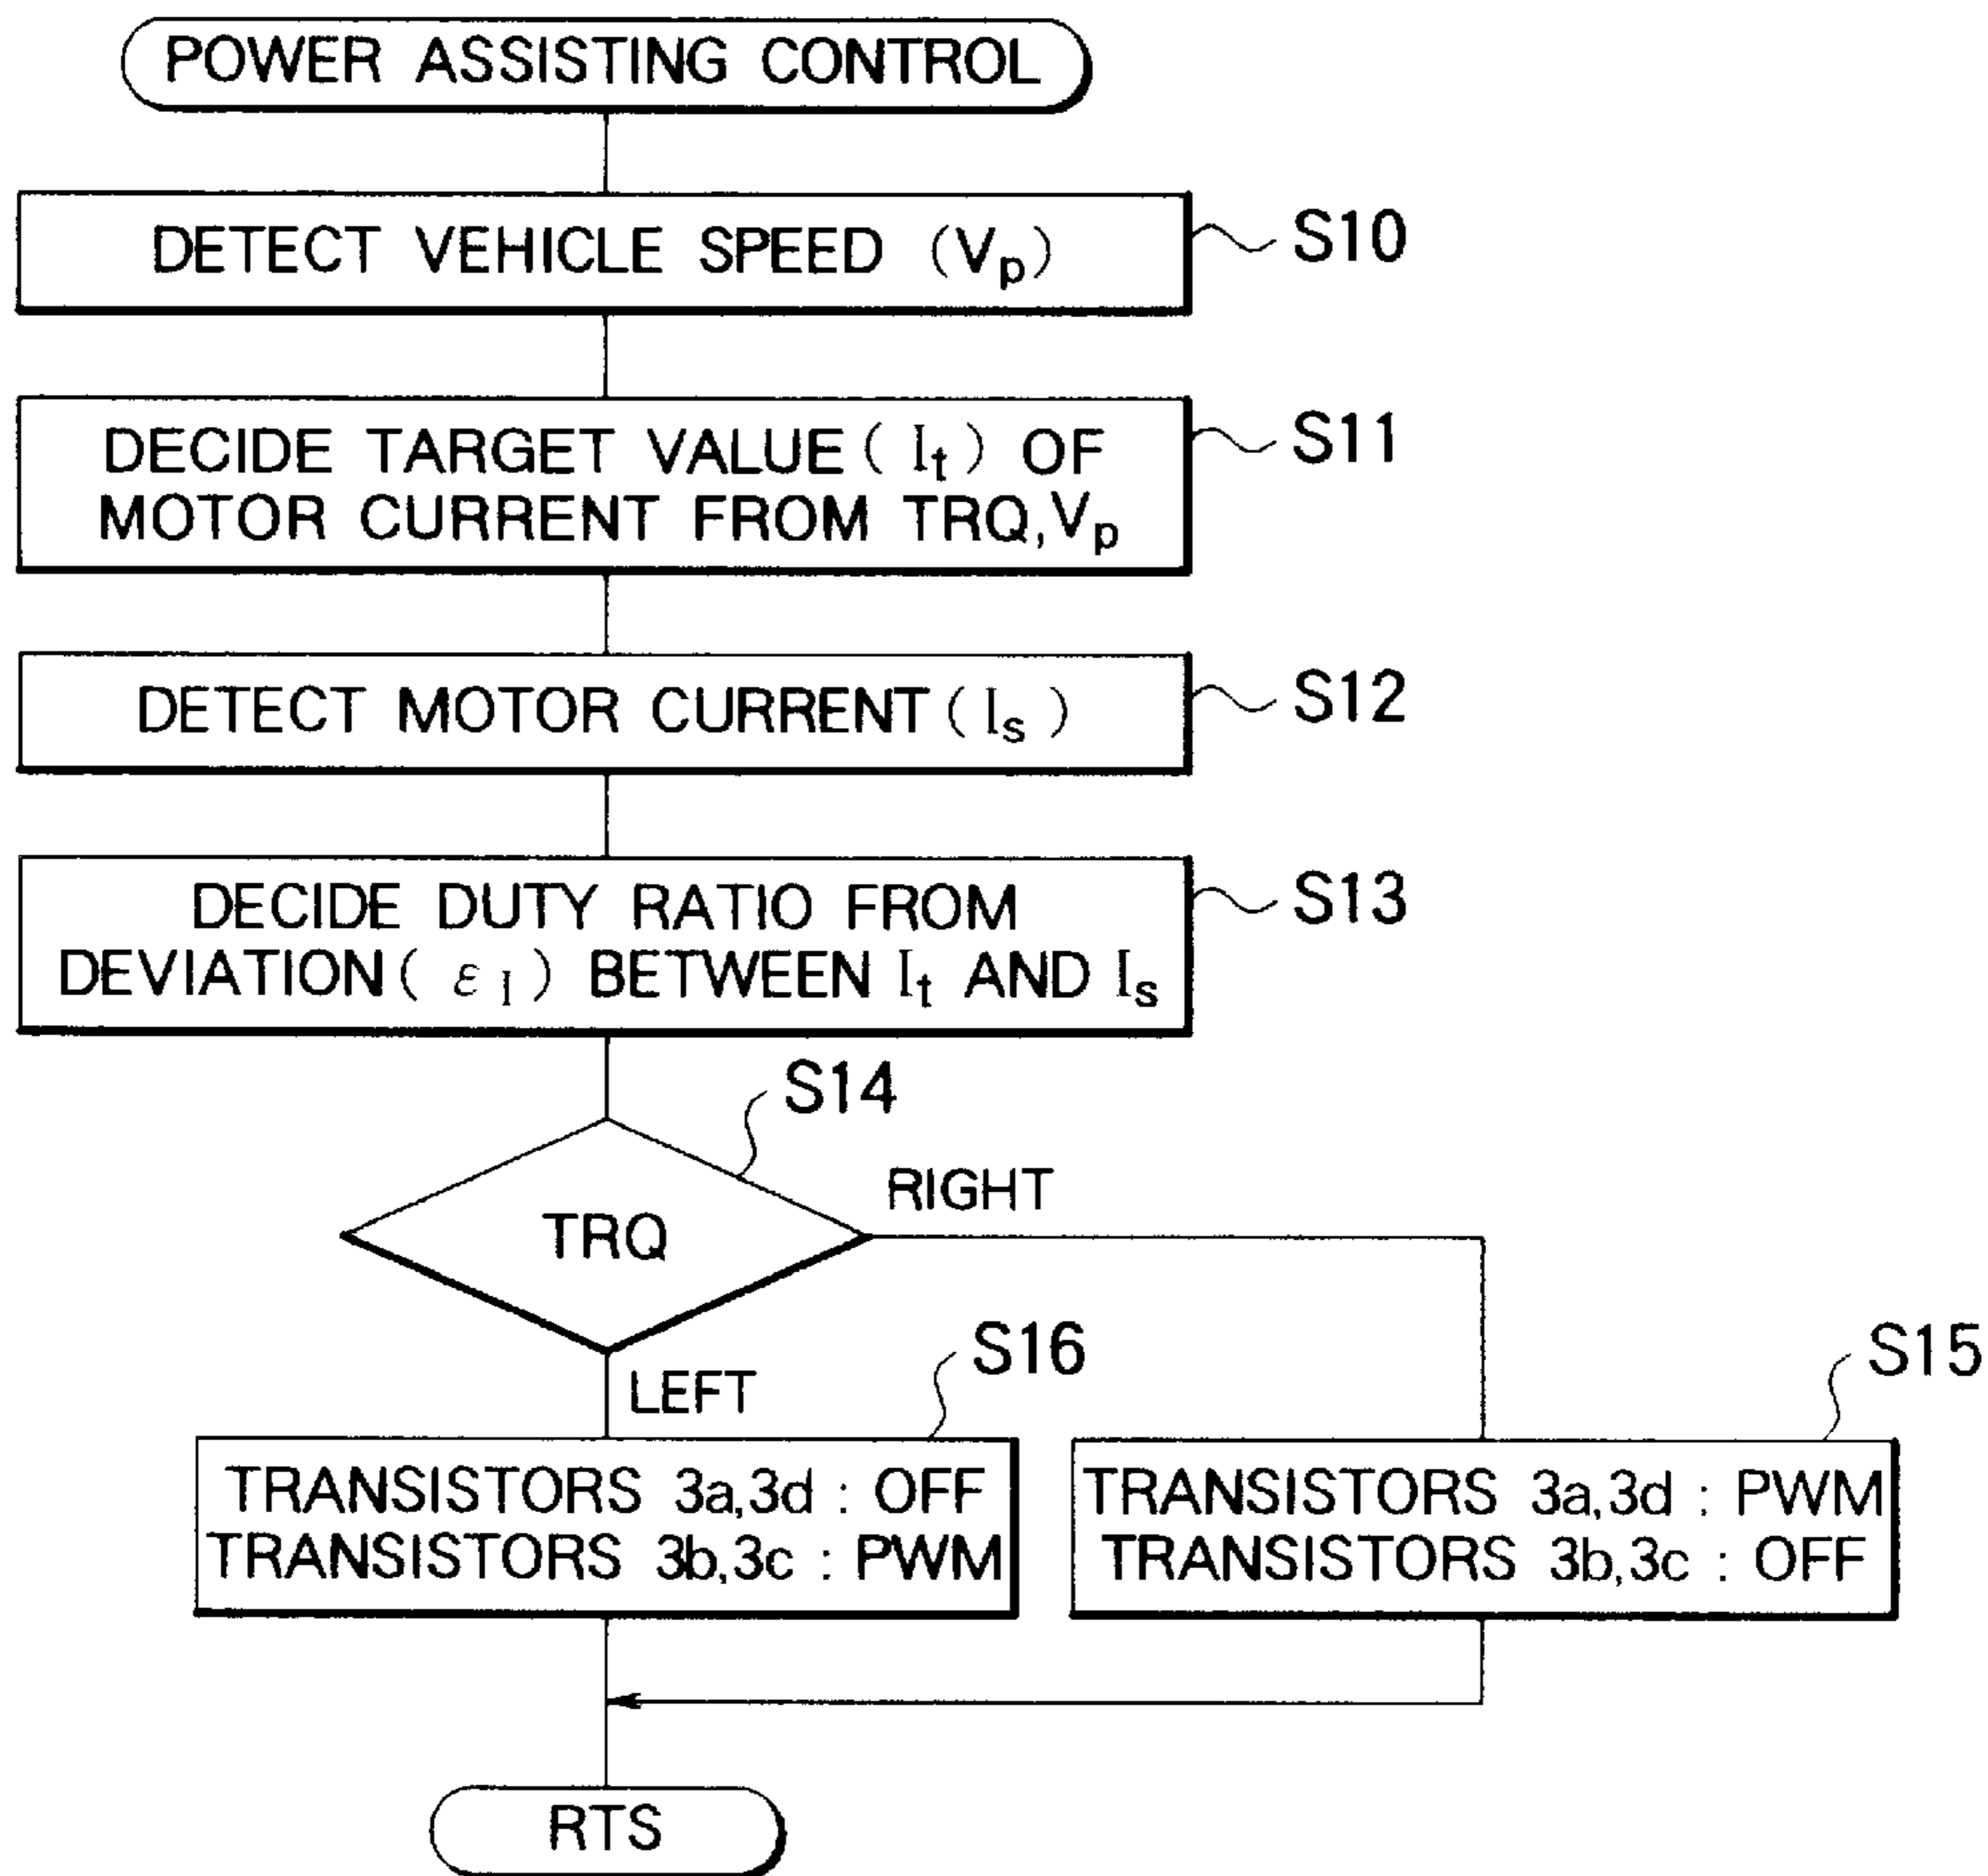 POWER ASSISTING CONTROL
DETECT VEHICLE SPEED (Vp)
S10
DECIDE TARGET VALUE (It) OF
MOTOR CURRENT FROM TRQ,Vp
S11
DETECT MOTOR CURRENT (Is)
S12
DECIDE DUTY RATIO FROM
DEVIATION (εI) BETWEEN It AND Is
S13
S14
TRQ
RIGHT
LEFT
S16
TRANSISTORS 3a,3d : OFF
TRANSISTORS 3b,3c : PWM
S15
TRANSISTORS 3a,3d : PWM
TRANSISTORS 3b,3c : OFF
RTS